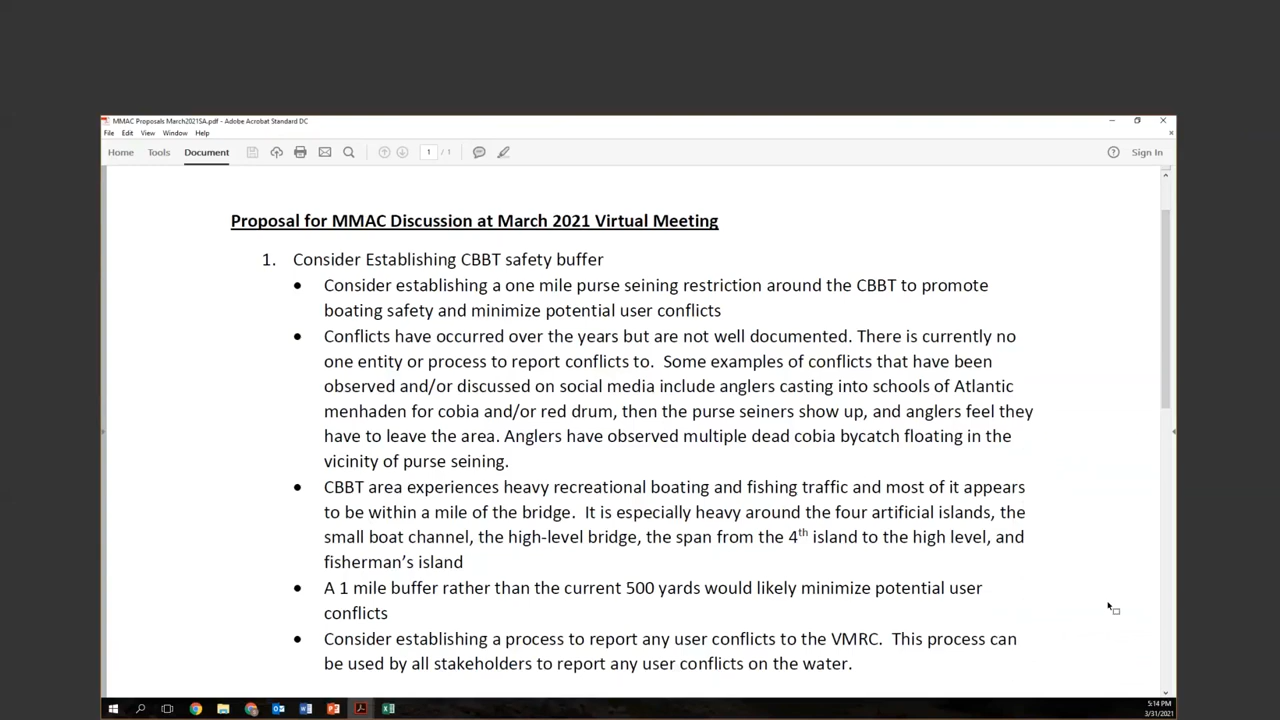 MMAC Proposals March2021SA.pdf - Adobe Acrobat Standard DC
File Edit View Window Help
Home Tools Document 1 / 1 Sign In
Proposal for MMAC Discussion at March 2021 Virtual Meeting
1. Consider Establishing CBBT safety buffer
• Consider establishing a one mile purse seining restriction around the CBBT to promote
boating safety and minimize potential user conflicts
• Conflicts have occurred over the years but are not well documented. There is currently no
one entity or process to report conflicts to. Some examples of conflicts that have been
observed and/or discussed on social media include anglers casting into schools of Atlantic
menhaden for cobia and/or red drum, then the purse seiners show up, and anglers feel they
have to leave the area. Anglers have observed multiple dead cobia bycatch floating in the
vicinity of purse seining.
• CBBT area experiences heavy recreational boating and fishing traffic and most of it appears
to be within a mile of the bridge. It is especially heavy around the four artificial islands, the
small boat channel, the high-level bridge, the span from the 4th island to the high level, and
fisherman's island
• A 1 mile buffer rather than the current 500 yards would likely minimize potential user
conflicts
• Consider establishing a process to report any user conflicts to the VMRC. This process can
be used by all stakeholders to report any user conflicts on the water.
5:14 PM
3/31/2021